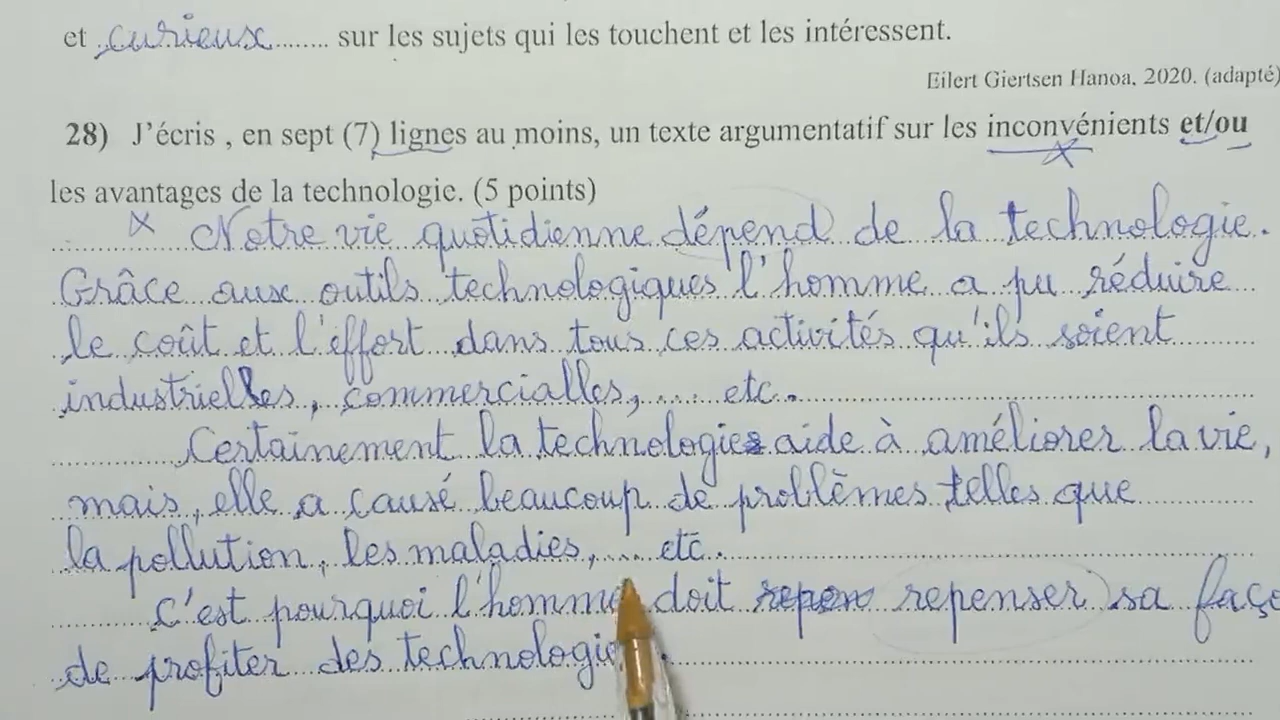 et curieux ........ sur les sujets qui les touchent et les intéressent.
Eilert Giertsen Hanoa, 2020. (adapté)
28) J'écris , en sept (7) lignes au moins, un texte argumentatif sur les inconvénients et/ou
les avantages de la technologie. (5 points)
Notre vie quotidienne dépend de la technologie.
Grâce aux outils technologiques l'homme a pu réduire
le coût et l'effort dans tous ces activités qu'ils soient
industrielles, commercialles, .... etc.
Certainement la technologie aide à améliorer la vie,
mais, elle a causé beaucoup de problèmes telles que
la pollution, les maladies, .... etc.
C'est pourquoi l'homme doit repenser sa faço
de profiter des technologie